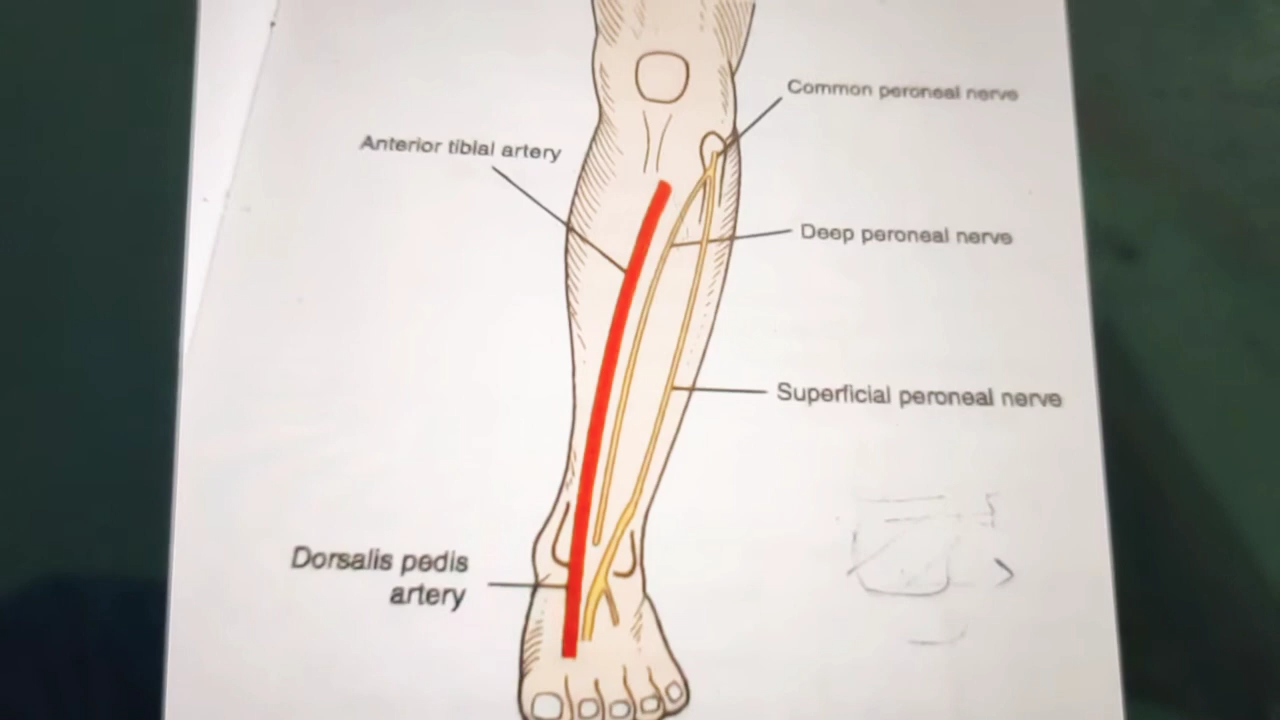 Common peroneal nerve
Anterior tibial artery
Deep peroneal nerve
Superficial peroneal nerve
Dorsalis pedis
artery